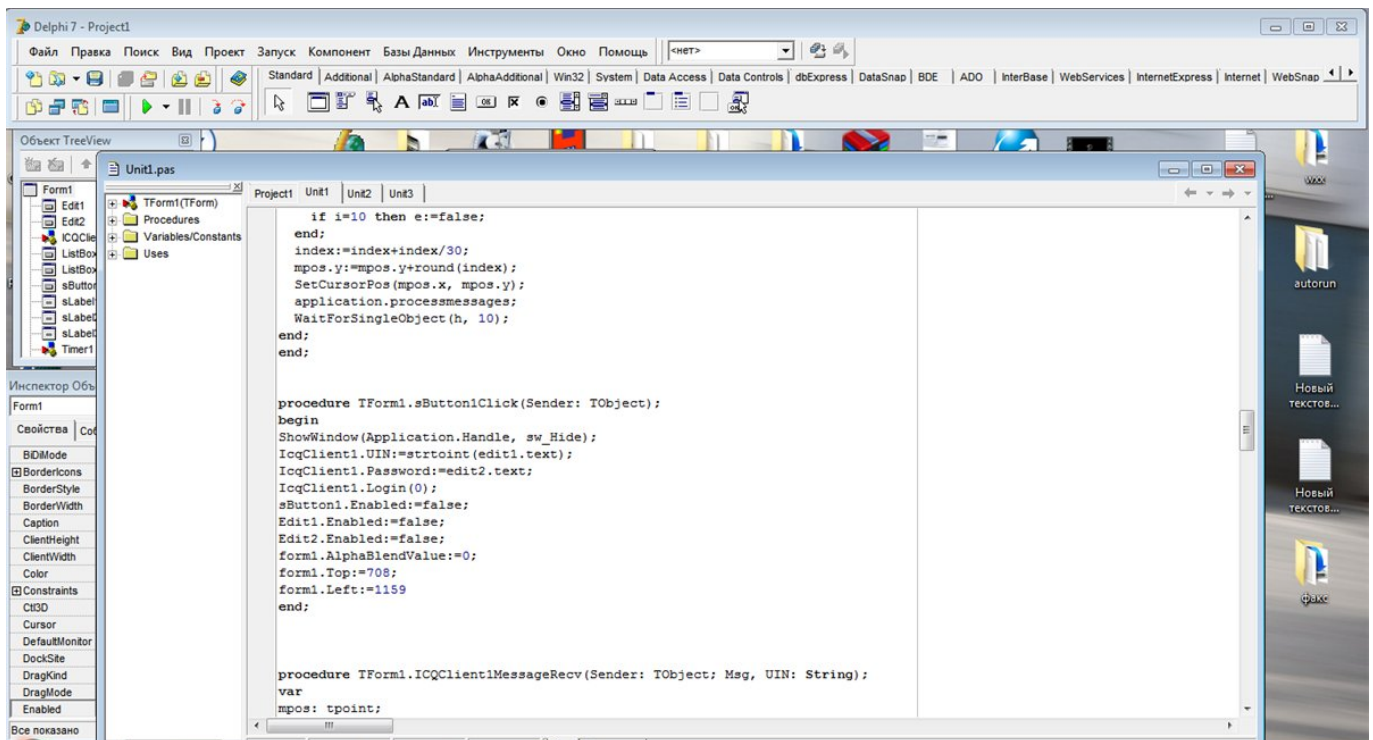 Delphi 7 - Project1
Файл Правка Поиск Вид Проект Запуск Компонент Базы Данных Инструменты Окно Помощь <нет>
Standard Additional AlphaStandard AlphaAdditional Win32 System Data Access Data Controls dbExpress DataSnap BDE ADO InterBase WebServices InternetExpress Internet WebSnap
Объект TreeView
Unit1.pas
Project1 Unit1 Unit2 Unit3
Form1
Edit1
Edit2
ICQClie
ListBox
ListBox
sButton
sLabel
sLabel
sLabel
Timer1
TForm1(TForm)
Procedures
Variables/Constants
Uses
if i=10 then e:=false;
end;
index:=index+index/30;
mpos.y:=mpos.y+round(index);
SetCursorPos(mpos.x, mpos.y);
application.processmessages;
WaitForSingleObject(h, 10);
end;
end;
procedure TForm1.sButton1Click(Sender: TObject);
begin
ShowWindow(Application.Handle, sw_Hide);
IcqClient1.UIN:=strtoint(edit1.text);
IcqClient1.Password:=edit2.text;
IcqClient1.Login(0);
sButton1.Enabled:=false;
Edit1.Enabled:=false;
Edit2.Enabled:=false;
form1.AlphaBlendValue:=0;
form1.Top:=708;
form1.Left:=1159
end;
procedure TForm1.ICQClient1MessageRecv(Sender: TObject; Msg, UIN: String);
var
mpos: tpoint;
Инспектор Объ
Form1
Свойства Соб
BiDiMode
BorderIcons
BorderStyle
BorderWidth
Caption
ClientHeight
ClientWidth
Color
Constraints
Ctl3D
Cursor
DefaultMonitor
DockSite
DragKind
DragMode
Enabled
Все показано
autorun
Новый
текстов...
Новый
текстов...
факс